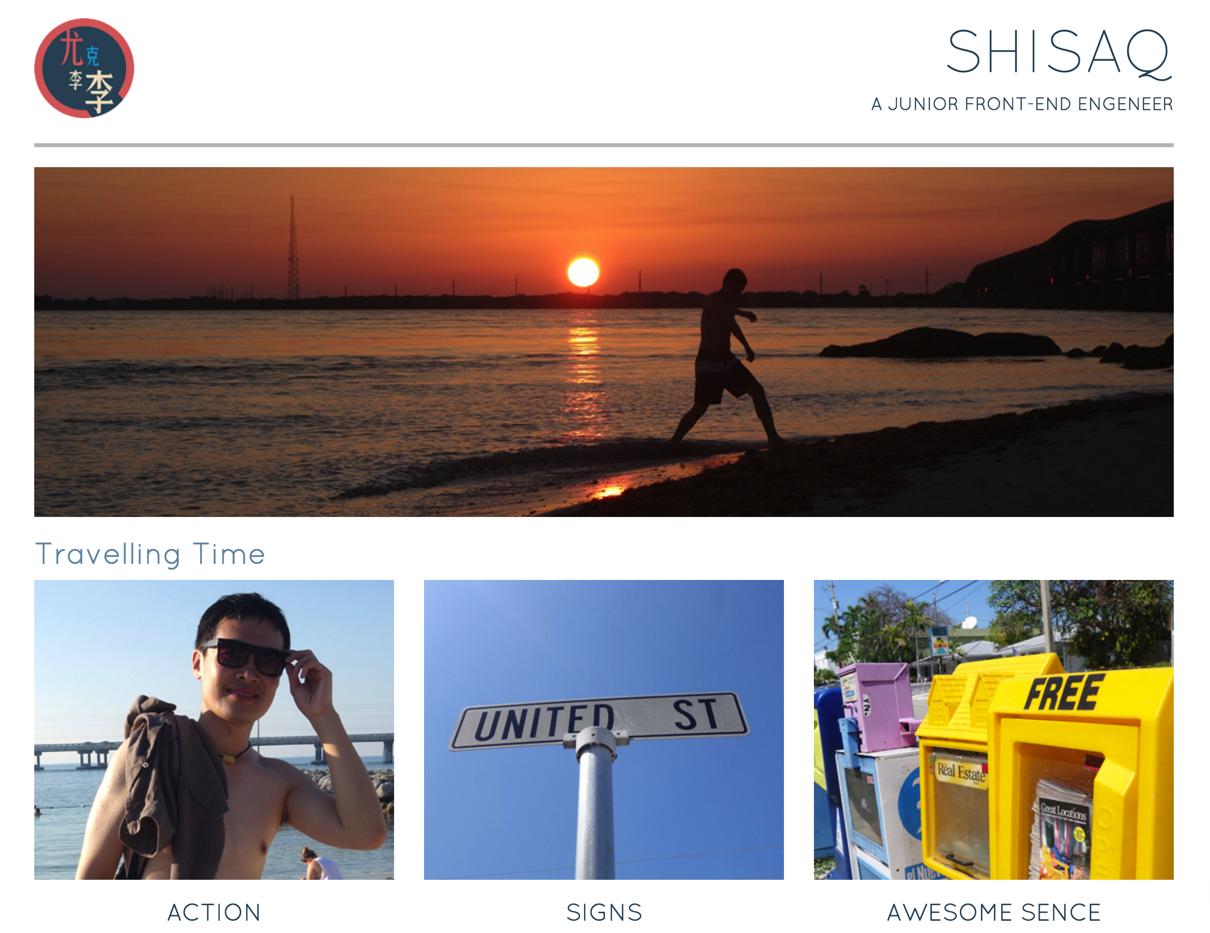 尤克
李李
SHISAQ
A JUNIOR FRONT-END ENGENEER
Travelling Time
UNITED ST
FREE
Real Estate
Great Locations
ACTION
SIGNS
AWESOME SENCE